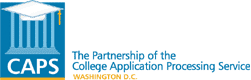 CAPS
The Partnership of the
College Application Processing Service
WASHINGTON D.C.